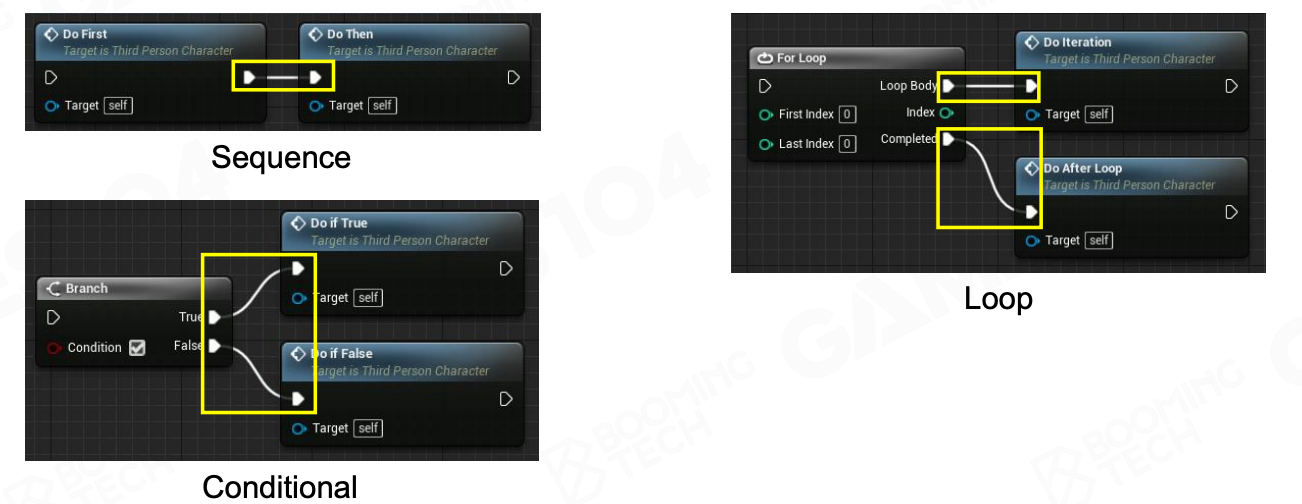 Do First
Target is Third Person Character
Target self
Do Then
Target is Third Person Character
Target self
Sequence
Branch
True
Condition
False
Do if True
Target is Third Person Character
Target self
Do if False
Target is Third Person Character
Target self
Conditional
For Loop
Loop Body
First Index 0
Index
Last Index 0
Completed
Do Iteration
Target is Third Person Character
Target self
Do After Loop
Target is Third Person Character
Target self
Loop
BOOMING
TECH
BOOMING
TECH